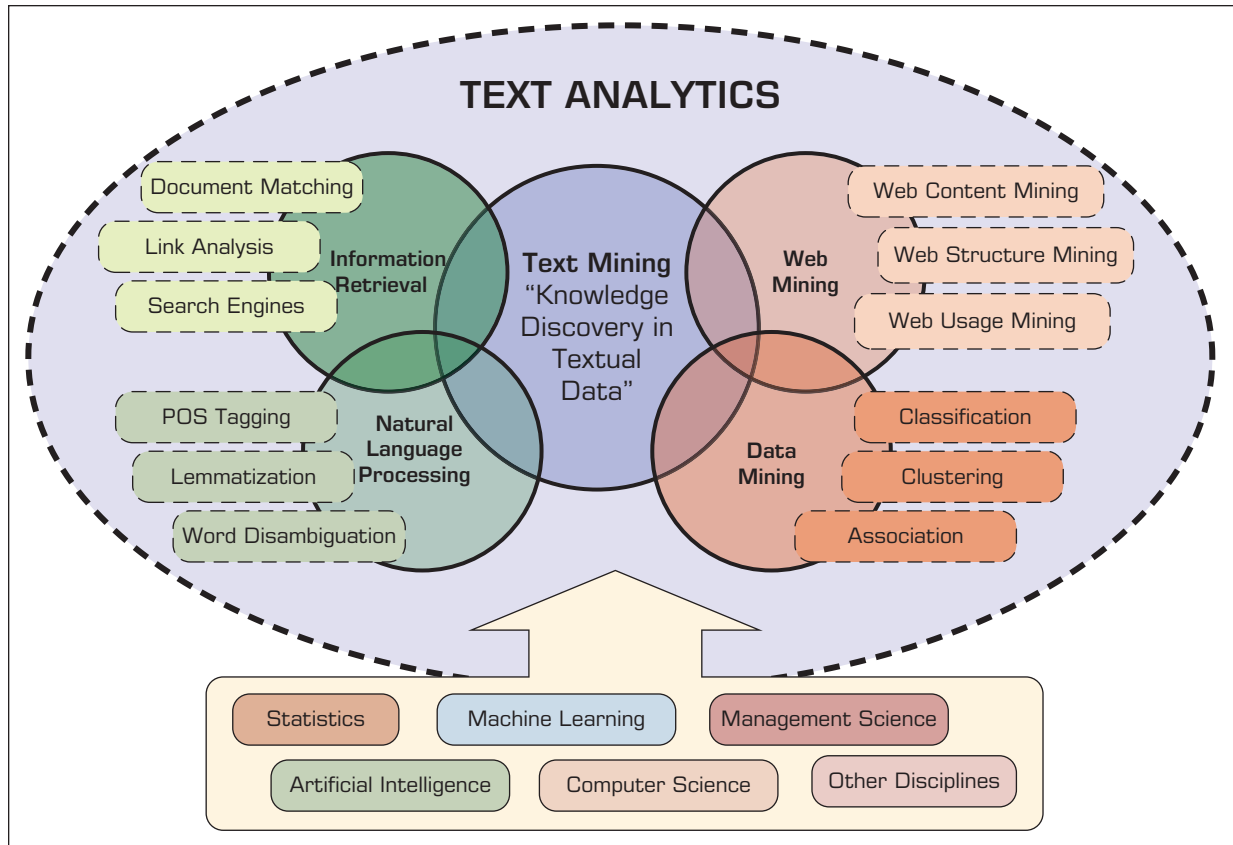 TEXT ANALYTICS
Document Matching
Link Analysis
Search Engines
Information
Retrieval
Text Mining
“Knowledge
Discovery in
Textual
Data”
Web
Mining
Web Content Mining
Web Structure Mining
Web Usage Mining
POS Tagging
Lemmatization
Word Disambiguation
Natural
Language
Processing
Data
Mining
Classification
Clustering
Association
Statistics
Machine Learning
Management Science
Artificial Intelligence
Computer Science
Other Disciplines